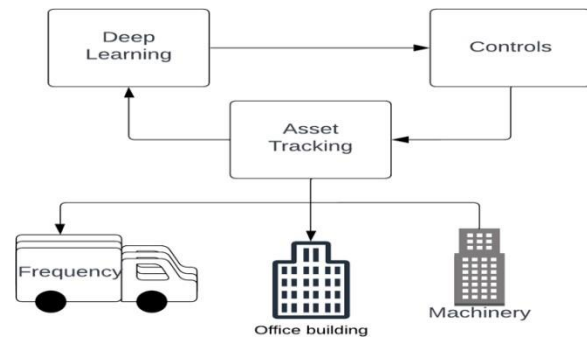 Deep
Learning
Controls
Asset
Tracking
Frequency
Office building
Machinery